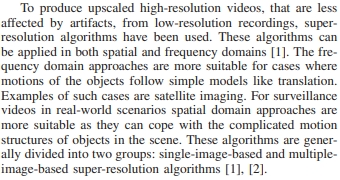 To produce upscaled high-resolution videos, that are less
affected by artifacts, from low-resolution recordings, super-
resolution algorithms have been used. These algorithms can
be applied in both spatial and frequency domains [1]. The fre-
quency domain approaches are more suitable for cases where
motions of the objects follow simple models like translation.
Examples of such cases are satellite imaging. For surveillance
videos in real-world scenarios spatial domain approaches are
more suitable as they can cope with the complicated motion
structures of objects in the scene. These algorithms are gener-
ally divided into two groups: single-image-based and multiple-
image-based super-resolution algorithms [1], [2].